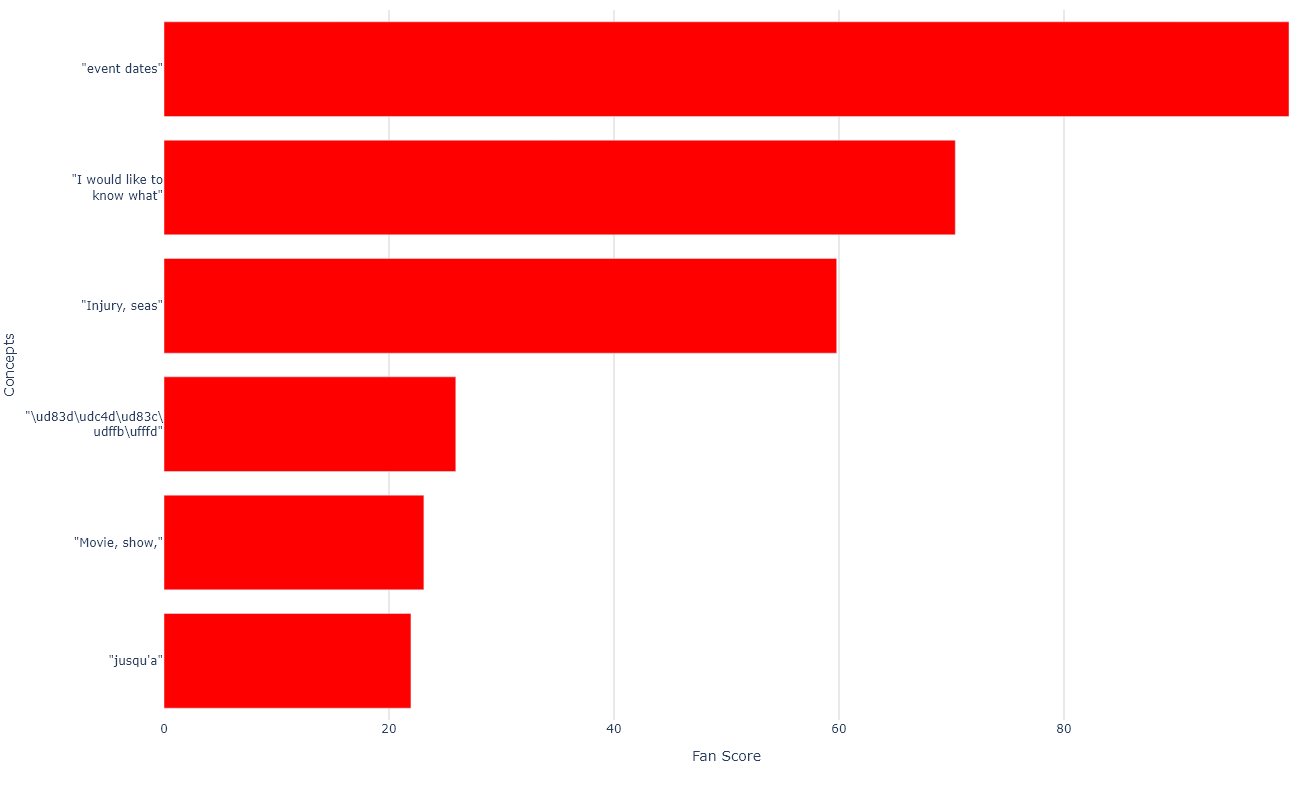 "event dates"
"I would like to
know what"
"Injury, seas"
"\ud83d\udc4d\ud83c\
udffb\ufffd"
"Movie, show,"
"jusqu'a"
Concepts
0 20 40 60 80
Fan Score